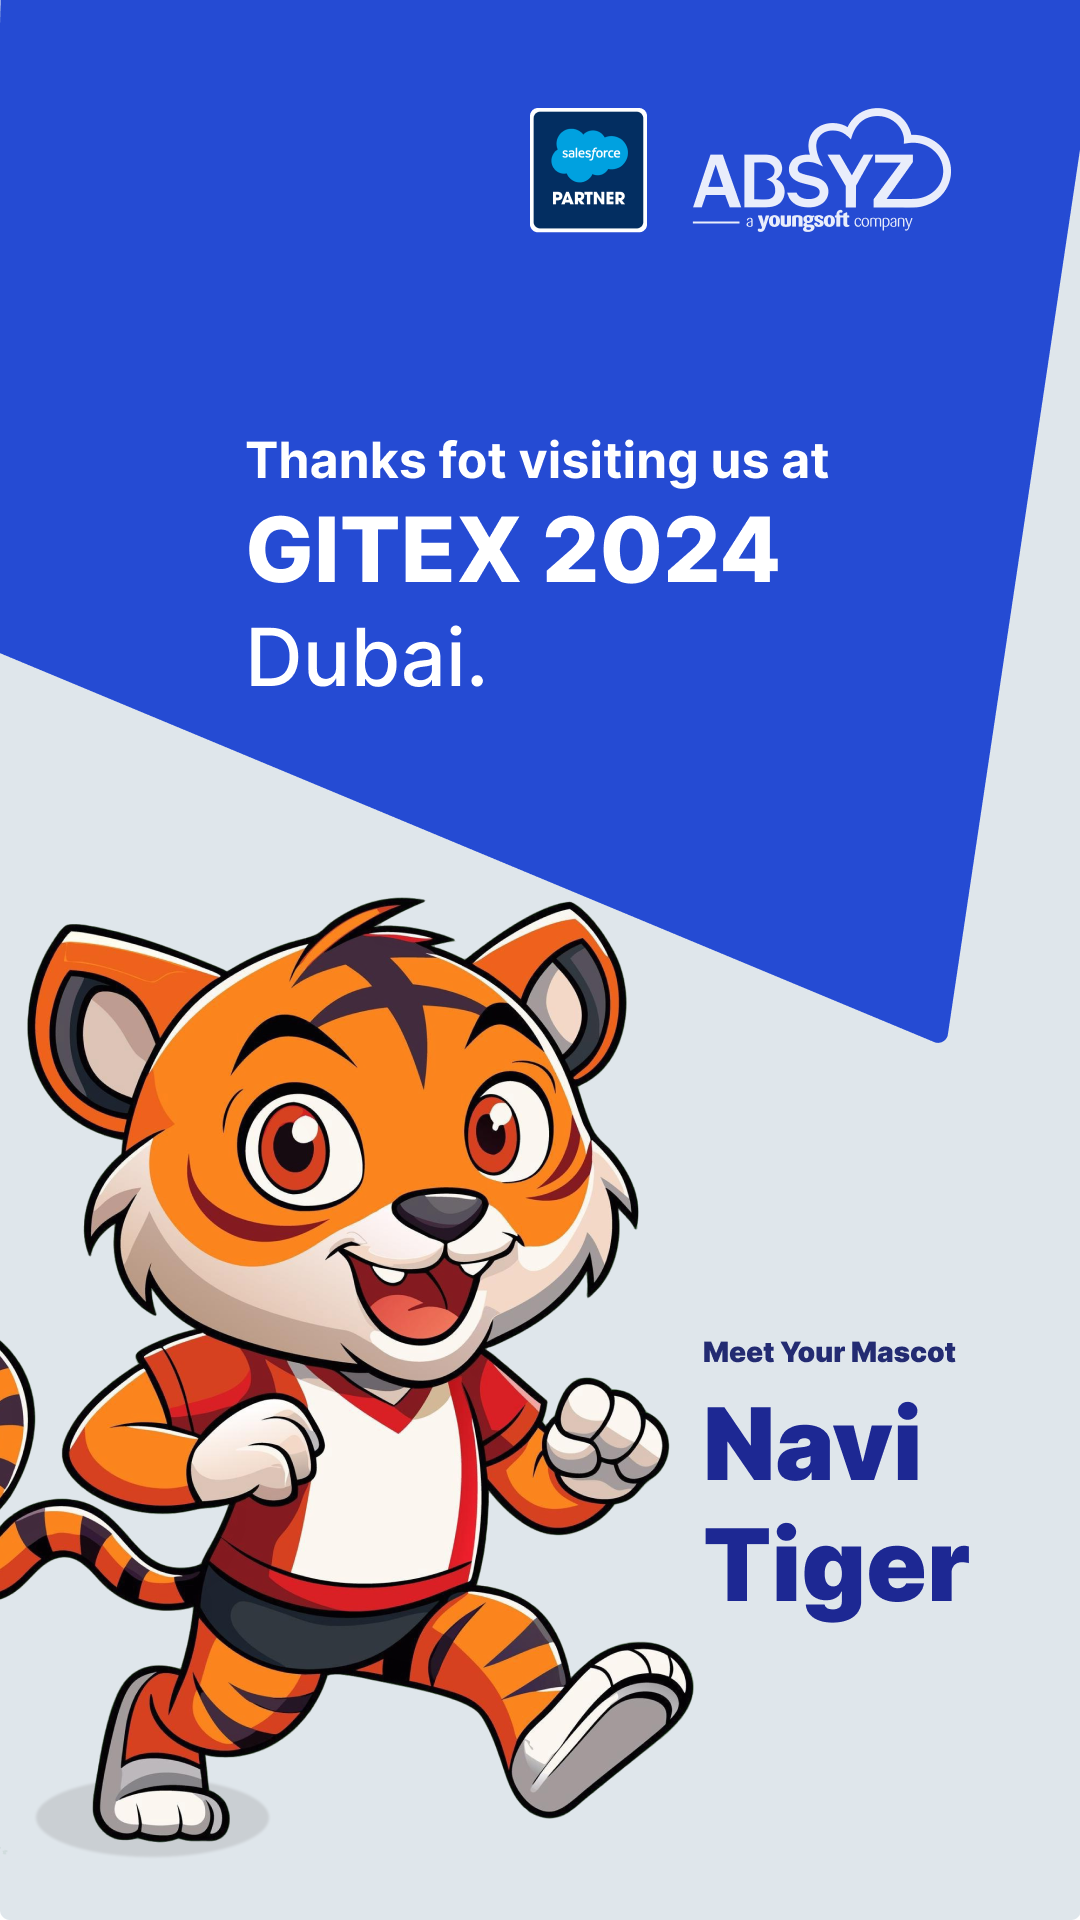 salesforce
PARTNER
ABSYZ
a youngsoft company
Thanks fot visiting us at
GITEX 2024
Dubai.
Meet Your Mascot
Navi
Tiger